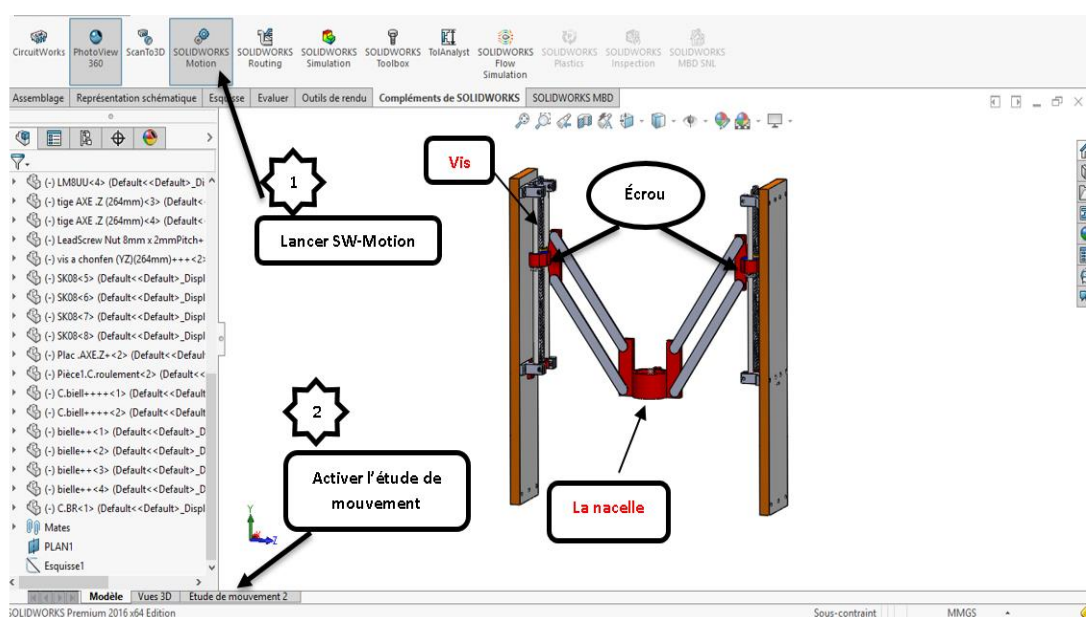 CircuitWorks
PhotoView
360
ScanTo3D
SOLIDWORKS
Motion
SOLIDWORKS
Routing
SOLIDWORKS
Simulation
SOLIDWORKS
Toolbox
TolAnalyst
SOLIDWORKS
Flow
Simulation
SOLIDWORKS
Plastics
SOLIDWORKS
Inspection
SOLIDWORKS
MBD SNL
Assemblage
Représentation schématique
Esquisse
Evaluer
Outils de rendu
Compléments de SOLIDWORKS
SOLIDWORKS MBD
(-) LM8UU<4> (Default<<Default>_Di
(-) tige AXE .Z (264mm)<3> (Default<
(-) tige AXE .Z (264mm)<4> (Default<
(-) LeadScrew Nut 8mm x 2mmPitch+
(-) vis a chonfen (YZ)(264mm)+++<2>
(-) SK08<5> (Default<<Default>_Displ
(-) SK08<6> (Default<<Default>_Displ
(-) SK08<7> (Default<<Default>_Displ
(-) SK08<8> (Default<<Default>_Displ
(-) Plac .AXE.Z+<2> (Default<<Defaul
(-) Pièce1.C.roulement<2> (Default<<
(-) C.biell++++<1> (Default<<Default
(-) C.biell++++<2> (Default<<Default
(-) bielle++<1> (Default<<Default>_D
(-) bielle++<2> (Default<<Default>_D
(-) bielle++<3> (Default<<Default>_D
(-) bielle++<4> (Default<<Default>_D
(-) C.BR<1> (Default<<Default>_Displ
Mates
PLAN1
Esquisse1
1
Lancer SW-Motion
2
Activer l'étude de
mouvement
Vis
Écrou
La nacelle
Y
Z
Modèle
Vues 3D
Etude de mouvement 2
SOLIDWORKS Premium 2016 x64 Edition
Sous-contraint
MMGS